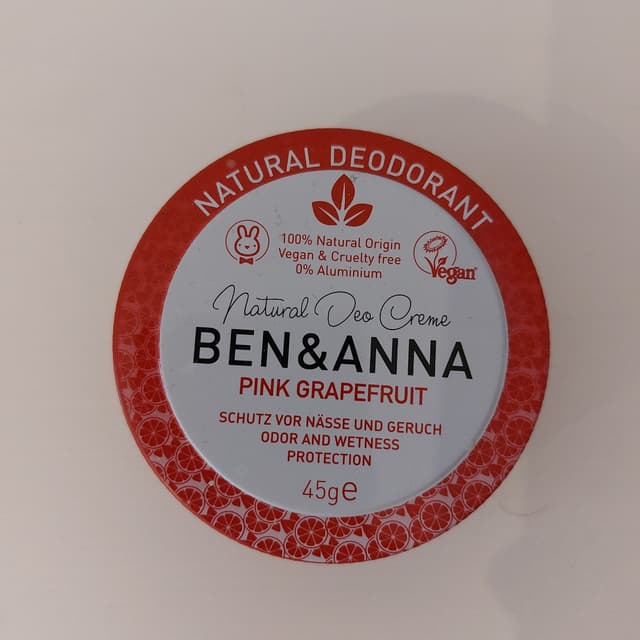 NATURAL DEODORANT
100% Natural Origin
Vegan & Cruelty free
0% Aluminium
Vegan
Natural Deo Creme
BEN&ANNA
PINK GRAPEFRUIT
SCHUTZ VOR NÄSSE UND GERUCH
ODOR AND WETNESS
PROTECTION
45g℮